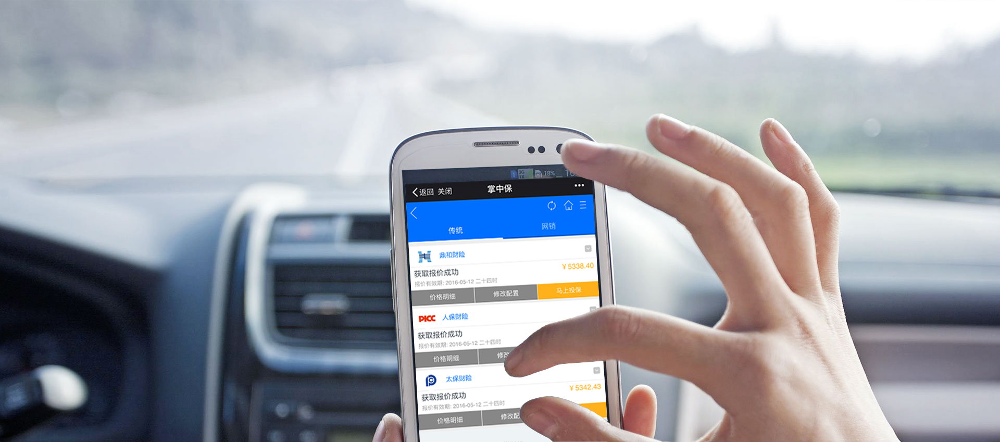 1 3G 1X 18% 16
返回 关闭 掌中保
传统 网销
鼎和财险
获取报价成功 ¥5338.40
报价有效期: 2016-05-12 二十四时
价格明细 修改配置 马上投保
PICC 人保财险
获取报价成功
报价有效期: 2016-05-12 二十四时
价格明细 修改
太保财险
获取报价成功 ¥5342.43
报价有效期: 2016-05-12 二十四时
价格明细 修改配